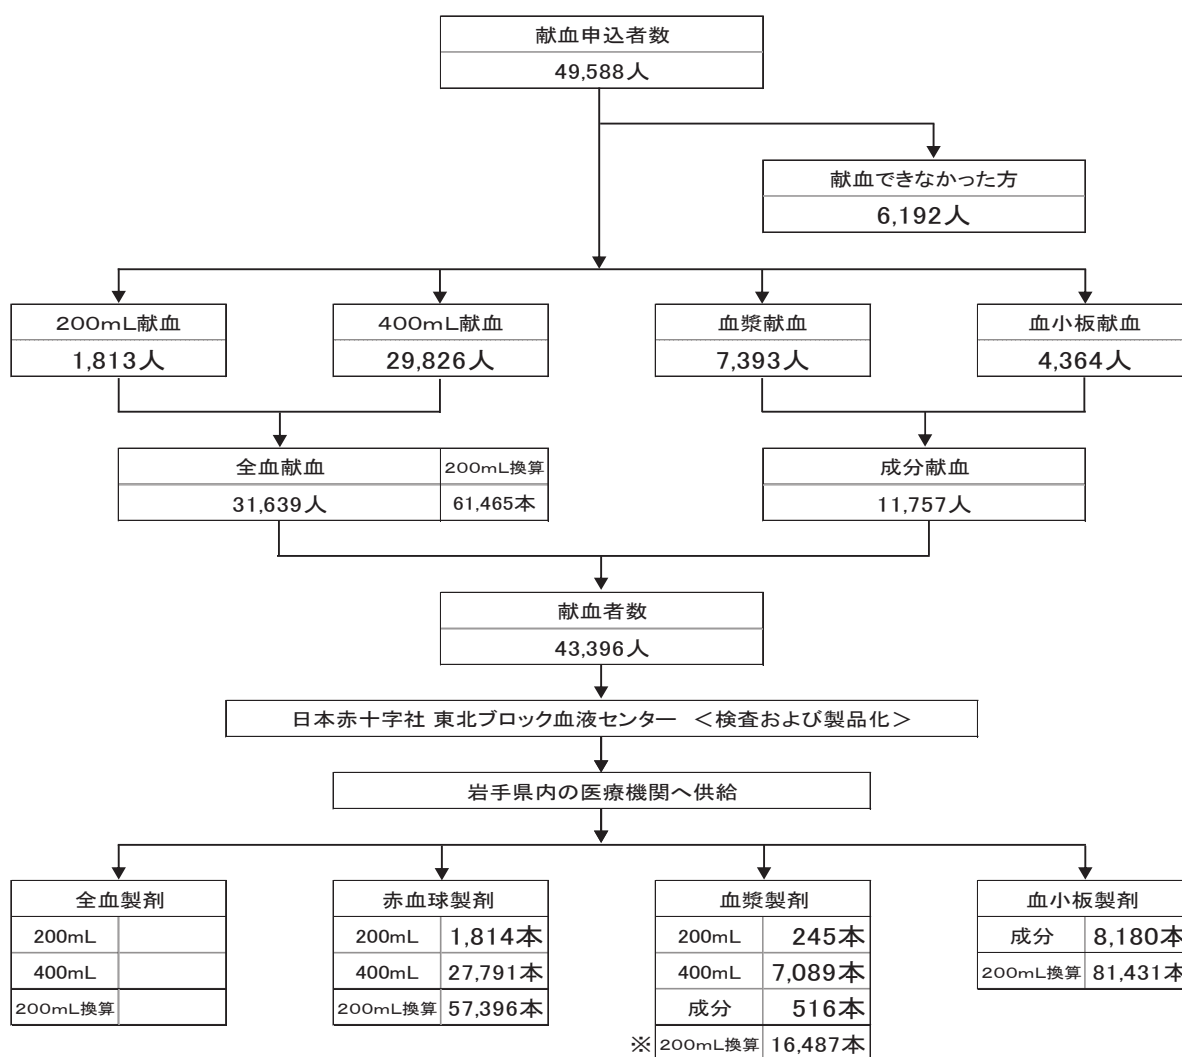 献血申込者数
49,588人
献血できなかった方
6,192人
200mL献血
1,813人
400mL献血
29,826人
血漿献血
7,393人
血小板献血
4,364人
全血献血
31,639人
200mL換算
61,465本
成分献血
11,757人
献血者数
43,396人
日本赤十字社 東北ブロック血液センター <検査および製品化>
岩手県内の医療機関へ供給
全血製剤
200mL
400mL
200mL換算
赤血球製剤
200mL 1,814本
400mL 27,791本
200mL換算 57,396本
血漿製剤
200mL 245本
400mL 7,089本
成分 516本
※ 200mL換算 16,487本
血小板製剤
成分 8,180本
200mL換算 81,431本